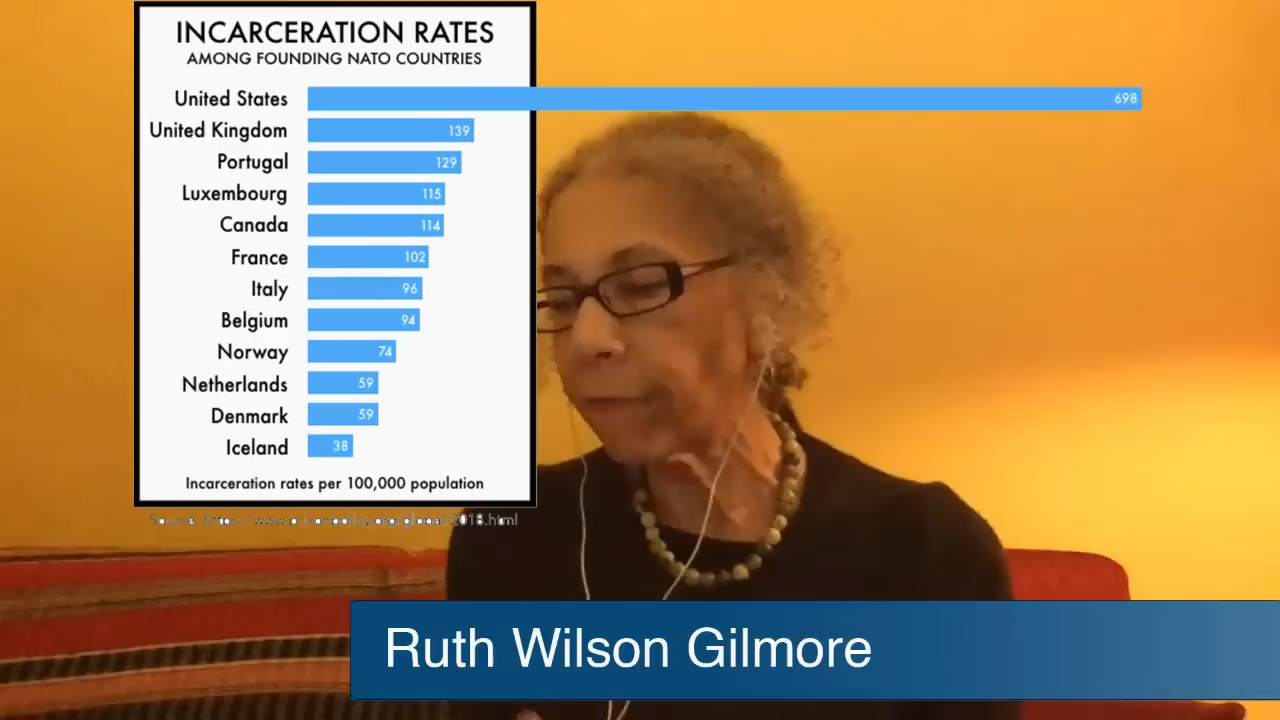 INCARCERATION RATES
AMONG FOUNDING NATO COUNTRIES
United States 698
United Kingdom 139
Portugal 129
Luxembourg 115
Canada 114
France 102
Italy 96
Belgium 94
Norway 74
Netherlands 59
Denmark 59
Iceland 38
Incarceration rates per 100,000 population
Ruth Wilson Gilmore